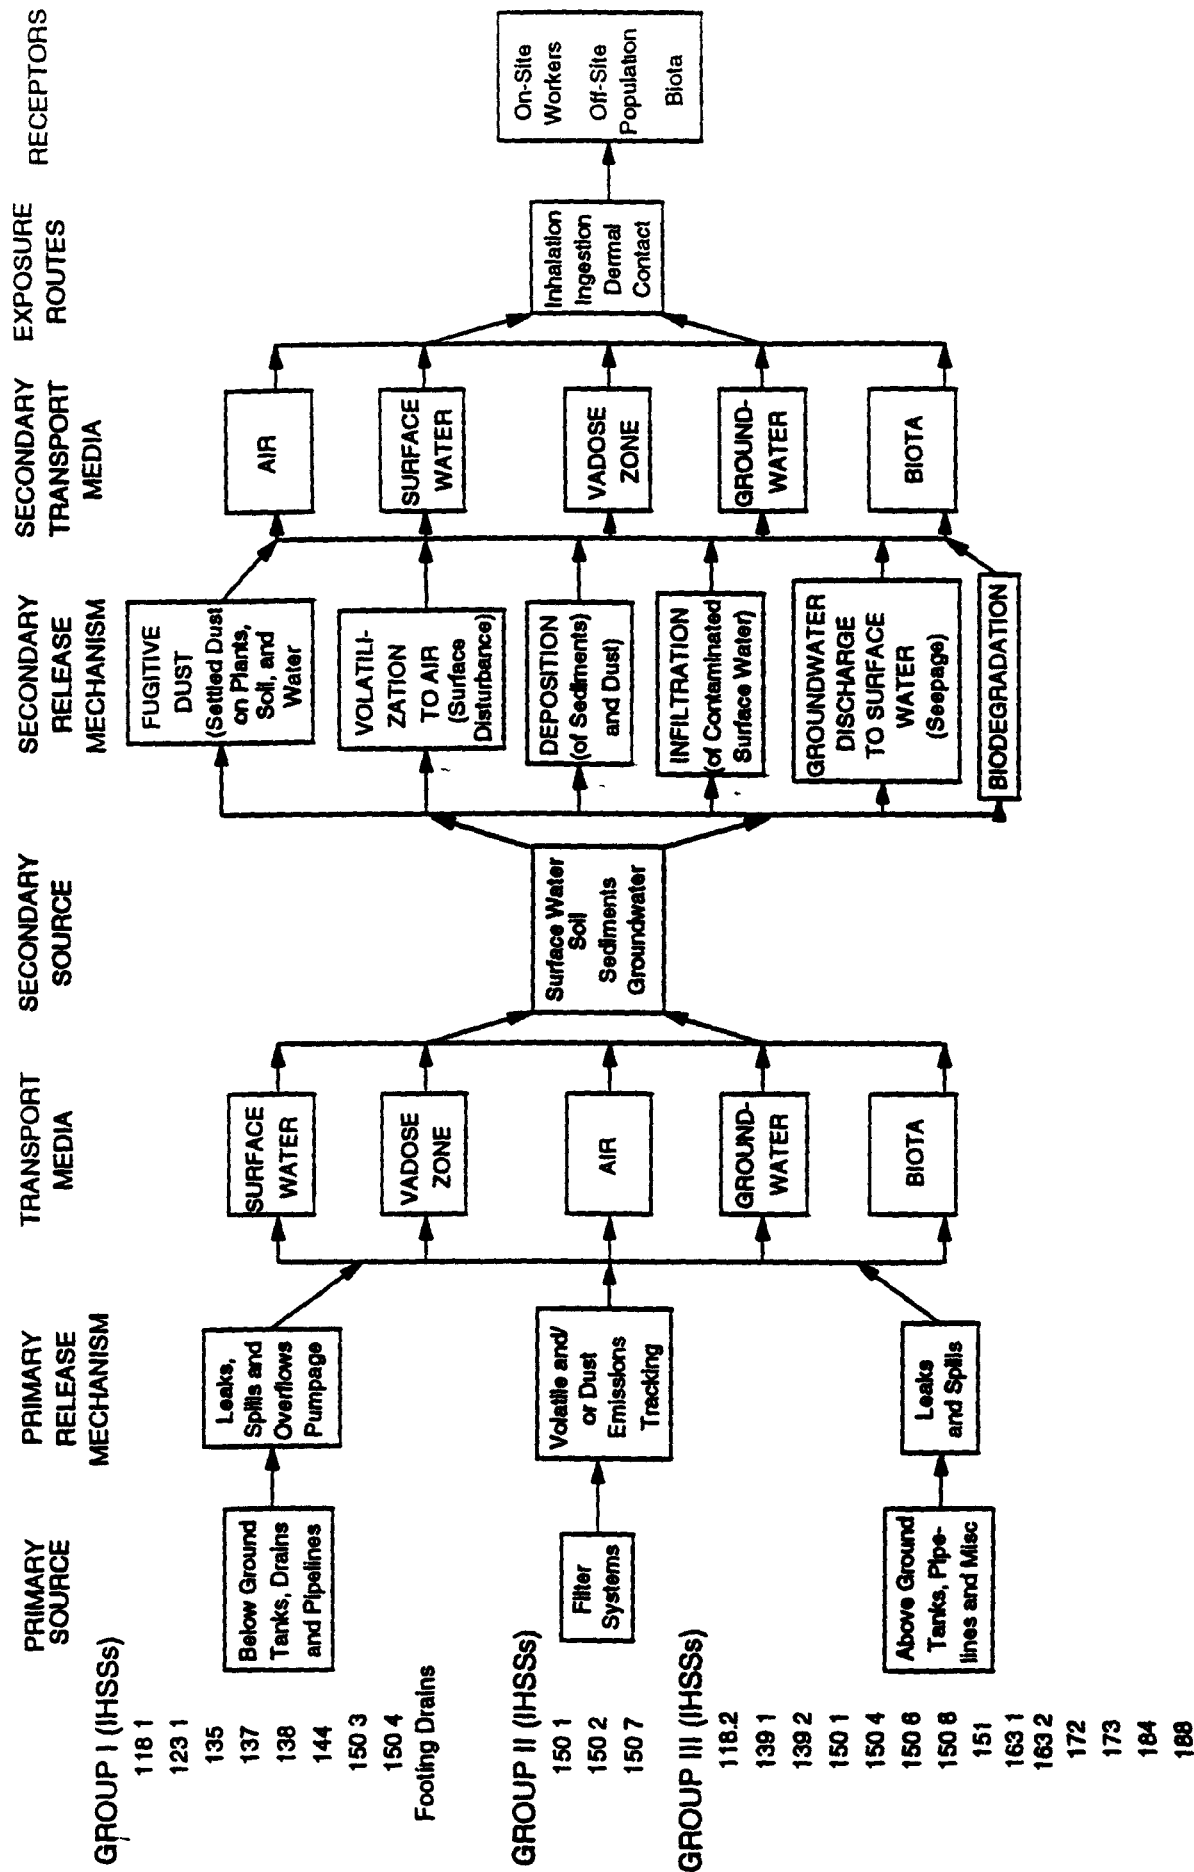 PRIMARY
SOURCE
PRIMARY
RELEASE
MECHANISM
TRANSPORT
MEDIA
SECONDARY
SOURCE
SECONDARY
RELEASE
MECHANISM
SECONDARY
TRANSPORT
MEDIA
EXPOSURE
ROUTES
RECEPTORS
GROUP I (IHSSs)
118 1
123 1
135
137
138
144
150 3
150 4
Footing Drains
GROUP II (IHSSs)
150 1
150 2
150 7
GROUP III (IHSSs)
118.2
139 1
139 2
150 1
150 4
150 6
150 8
151
163 1
163 2
172
173
184
188
Below Ground
Tanks, Drains
and Pipelines
Filter
Systems
Above Ground
Tanks, Pipe-
lines and Misc
Leaks,
Spills and
Overflows
Pumpage
Volatile and/
or Dust
Emissions
Tracking
Leaks
and Spills
SURFACE
WATER
VADOSE
ZONE
AIR
GROUND-
WATER
BIOTA
Surface Water
Soil
Sediments
Groundwater
FUGITIVE
DUST
(Settled Dust
on Plants,
Soil, and
Water
VOLATILI-
ZATION
TO AIR
(Surface
Disturbance)
DEPOSITION
(of Sediments)
and Dust)
INFILTRATION
(of Contaminated
Surface Water)
GROUNDWATER
DISCHARGE
TO SURFACE
WATER
(Seepage)
BIODEGRADATION
AIR
SURFACE
WATER
VADOSE
ZONE
GROUND-
WATER
BIOTA
Inhalation
Ingestion
Dermal
Contact
On-Site
Workers
Off-Site
Population
Biota